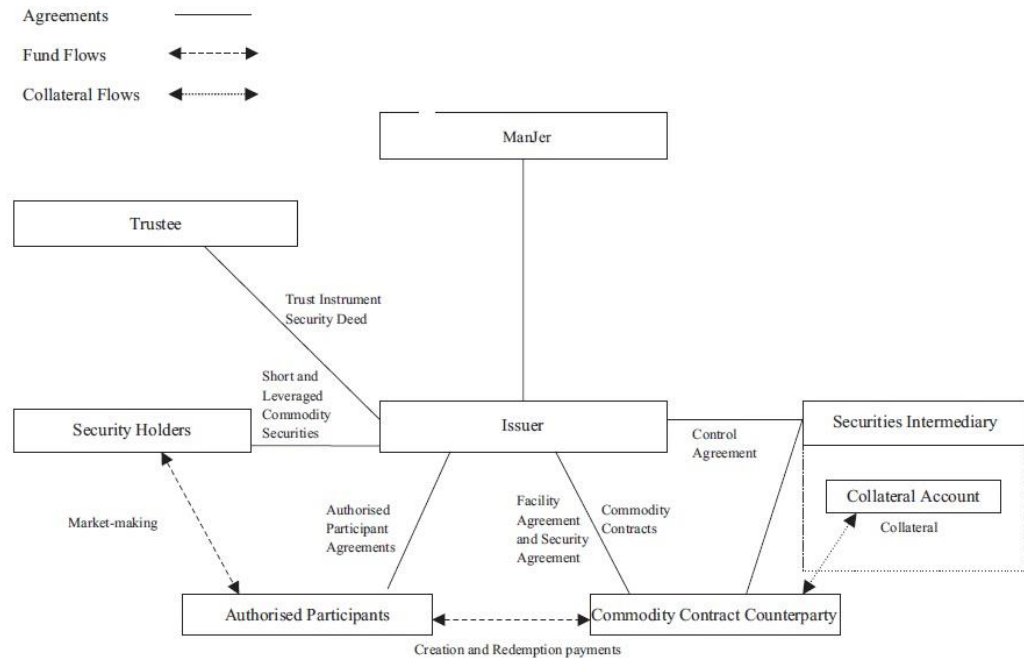 Agreements
Fund Flows
Collateral Flows
ManJer
Trustee
Trust Instrument
Security Deed
Short and
Leveraged
Commodity
Securities
Security Holders
Issuer
Securities Intermediary
Control
Agreement
Collateral Account
Collateral
Market-making
Authorised
Participant
Agreements
Facility
Agreement
and Security
Agreement
Commodity
Contracts
Authorised Participants
Commodity Contract Counterparty
Creation and Redemption payments